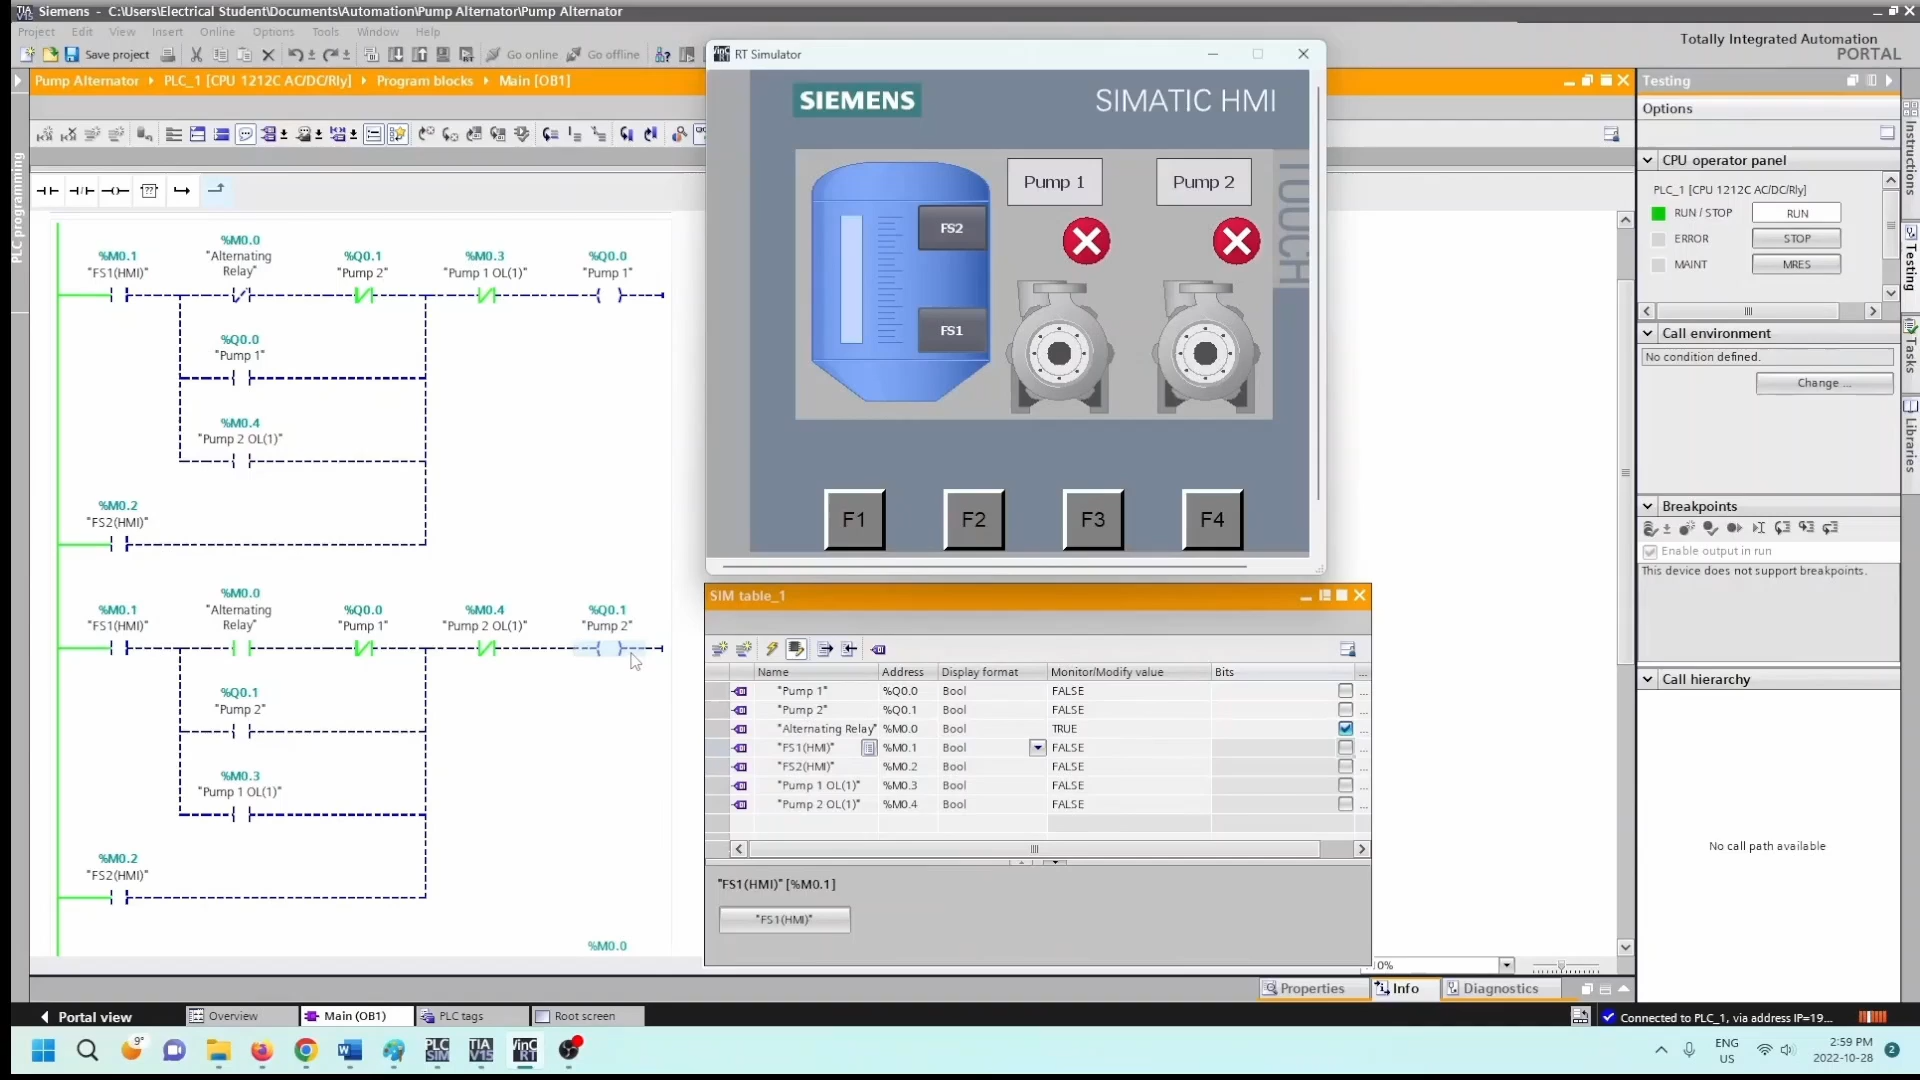 Siemens - C:\Users\Electrical Student\Documents\Automation\Pump Alternator\Pump Alternator
Project Edit View Insert Online Options Tools Window Help
Save project
Go online
Go offline
Totally Integrated Automation
PORTAL
Pump Alternator
PLC_1 [CPU 1212C AC/DC/Rly]
Program blocks
Main [OB1]
PLC programming
%M0.1
"FS1(HMI)"
%M0.0
"Alternating
Relay"
%Q0.1
"Pump 2"
%M0.3
"Pump 1 OL(1)"
%Q0.0
"Pump 1"
%Q0.0
"Pump 1"
%M0.4
"Pump 2 OL(1)"
%M0.2
"FS2(HMI)"
%M0.1
"FS1(HMI)"
%M0.0
"Alternating
Relay"
%Q0.0
"Pump 1"
%M0.4
"Pump 2 OL(1)"
%Q0.1
"Pump 2"
%Q0.1
"Pump 2"
%M0.3
"Pump 1 OL(1)"
%M0.2
"FS2(HMI)"
%M0.0
RT Simulator
SIEMENS
SIMATIC HMI
TOUCH
Pump 1
Pump 2
FS2
FS1
F1
F2
F3
F4
SIM table_1
Name Address Display format Monitor/Modify value Bits
"Pump 1" %Q0.0 Bool FALSE
"Pump 2" %Q0.1 Bool FALSE
"Alternating Relay" %M0.0 Bool TRUE
"FS1(HMI)" %M0.1 Bool FALSE
"FS2(HMI)" %M0.2 Bool FALSE
"Pump 1 OL(1)" %M0.3 Bool FALSE
"Pump 2 OL(1)" %M0.4 Bool FALSE
"FS1(HMI)" [%M0.1]
"FS1(HMI)"
Testing
Options
CPU operator panel
PLC_1 [CPU 1212C AC/DC/Rly]
RUN / STOP RUN
ERROR STOP
MAINT MRES
Call environment
No condition defined.
Change ...
Breakpoints
Enable output in run
This device does not support breakpoints.
Call hierarchy
No call path available
Instructions
Testing
Tasks
Libraries
Properties
Info
Diagnostics
Portal view
Overview
Main (OB1)
PLC tags
Root screen
Connected to PLC_1, via address IP=19...
9°
PLC
SIM
TIA
V15
WinC
RT
ENG
US
2:59 PM
2022-10-28
2